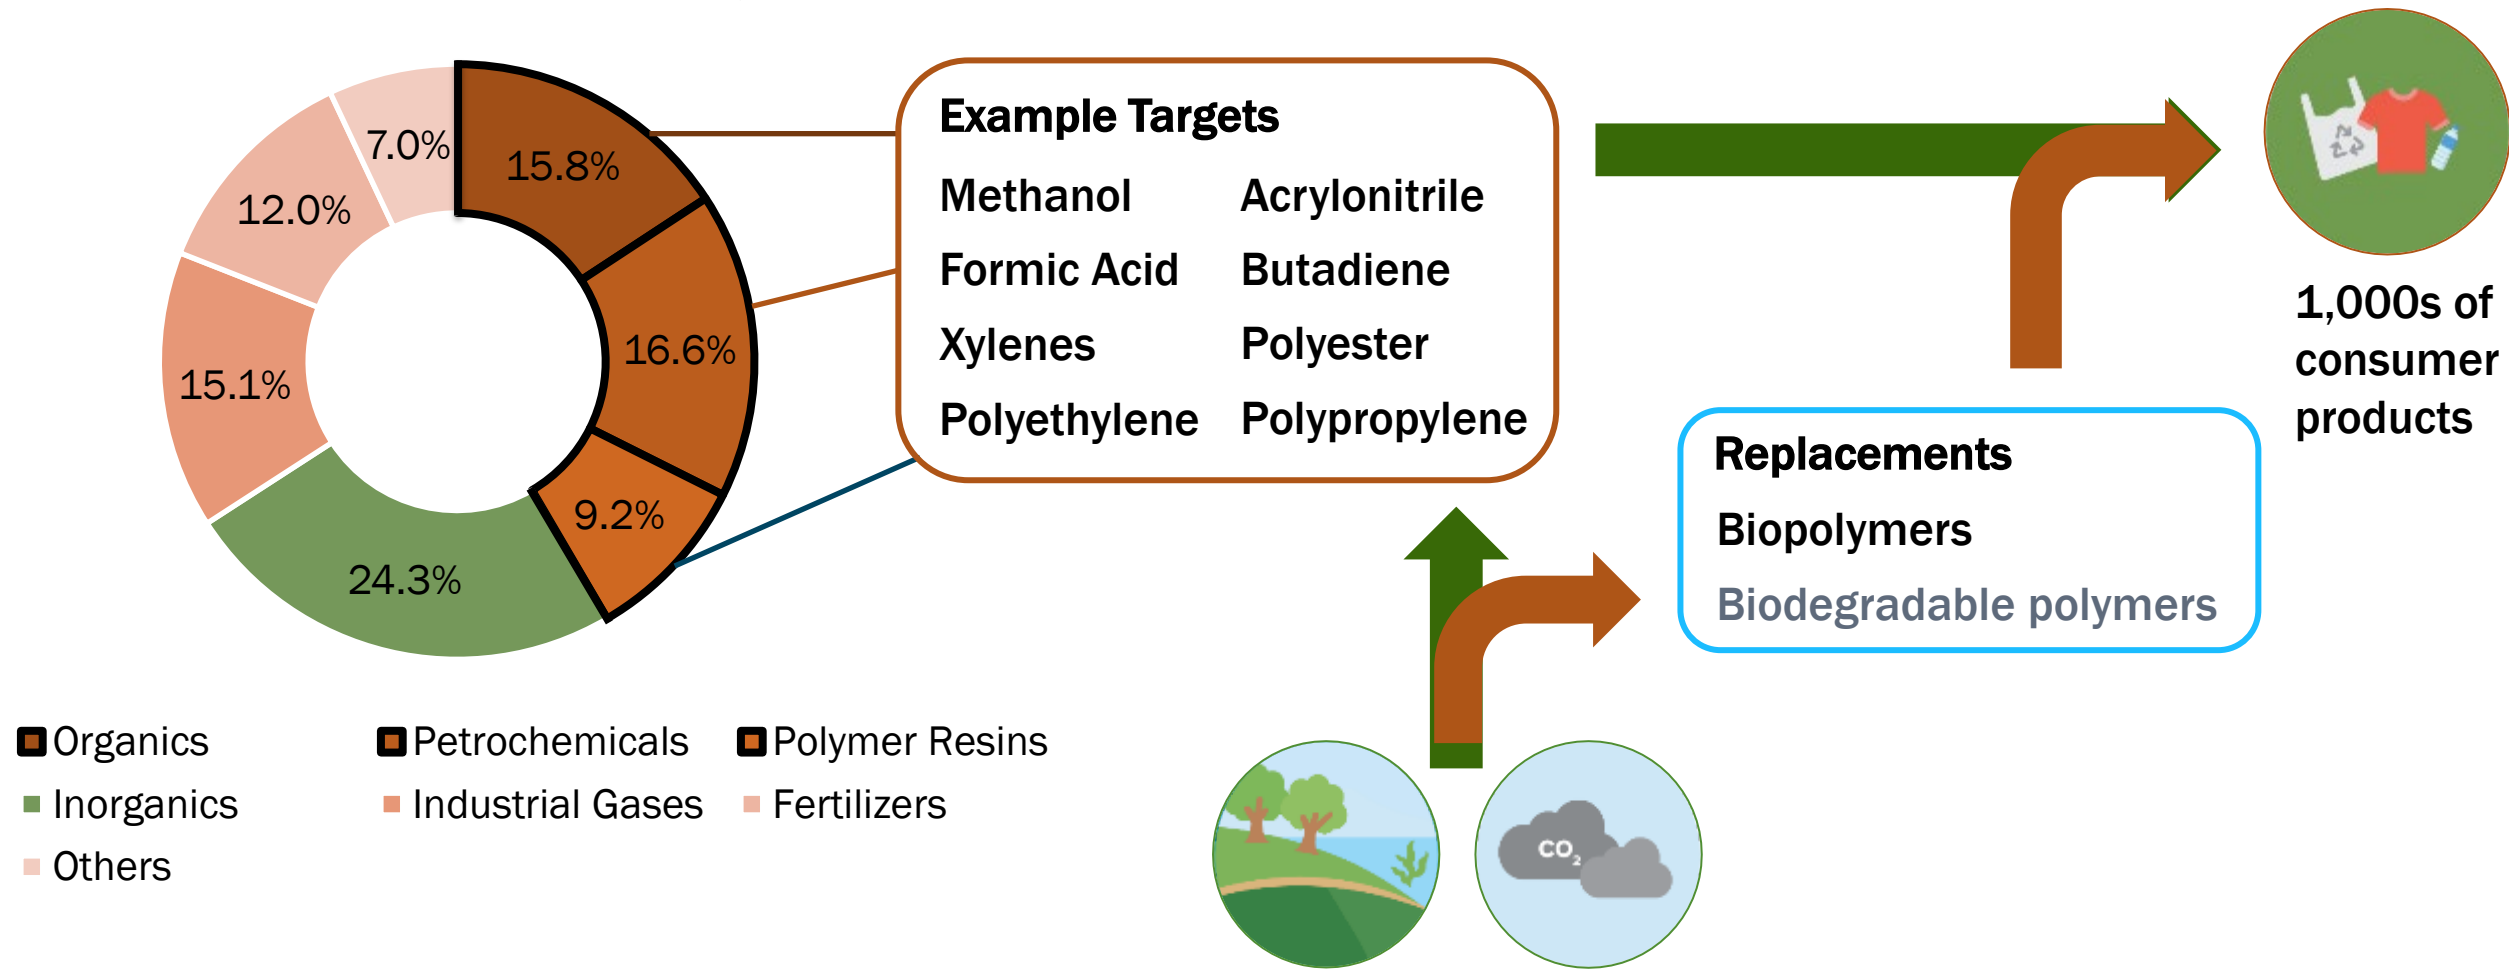 7.0%
15.8%
12.0%
16.6%
15.1%
9.2%
24.3%
Organics
Petrochemicals
Polymer Resins
Inorganics
Industrial Gases
Fertilizers
Others
Example Targets
Methanol
Acrylonitrile
Formic Acid
Butadiene
Xylenes
Polyester
Polyethylene
Polypropylene
1,000s of
consumer
products
Replacements
Biopolymers
Biodegradable polymers
CO2